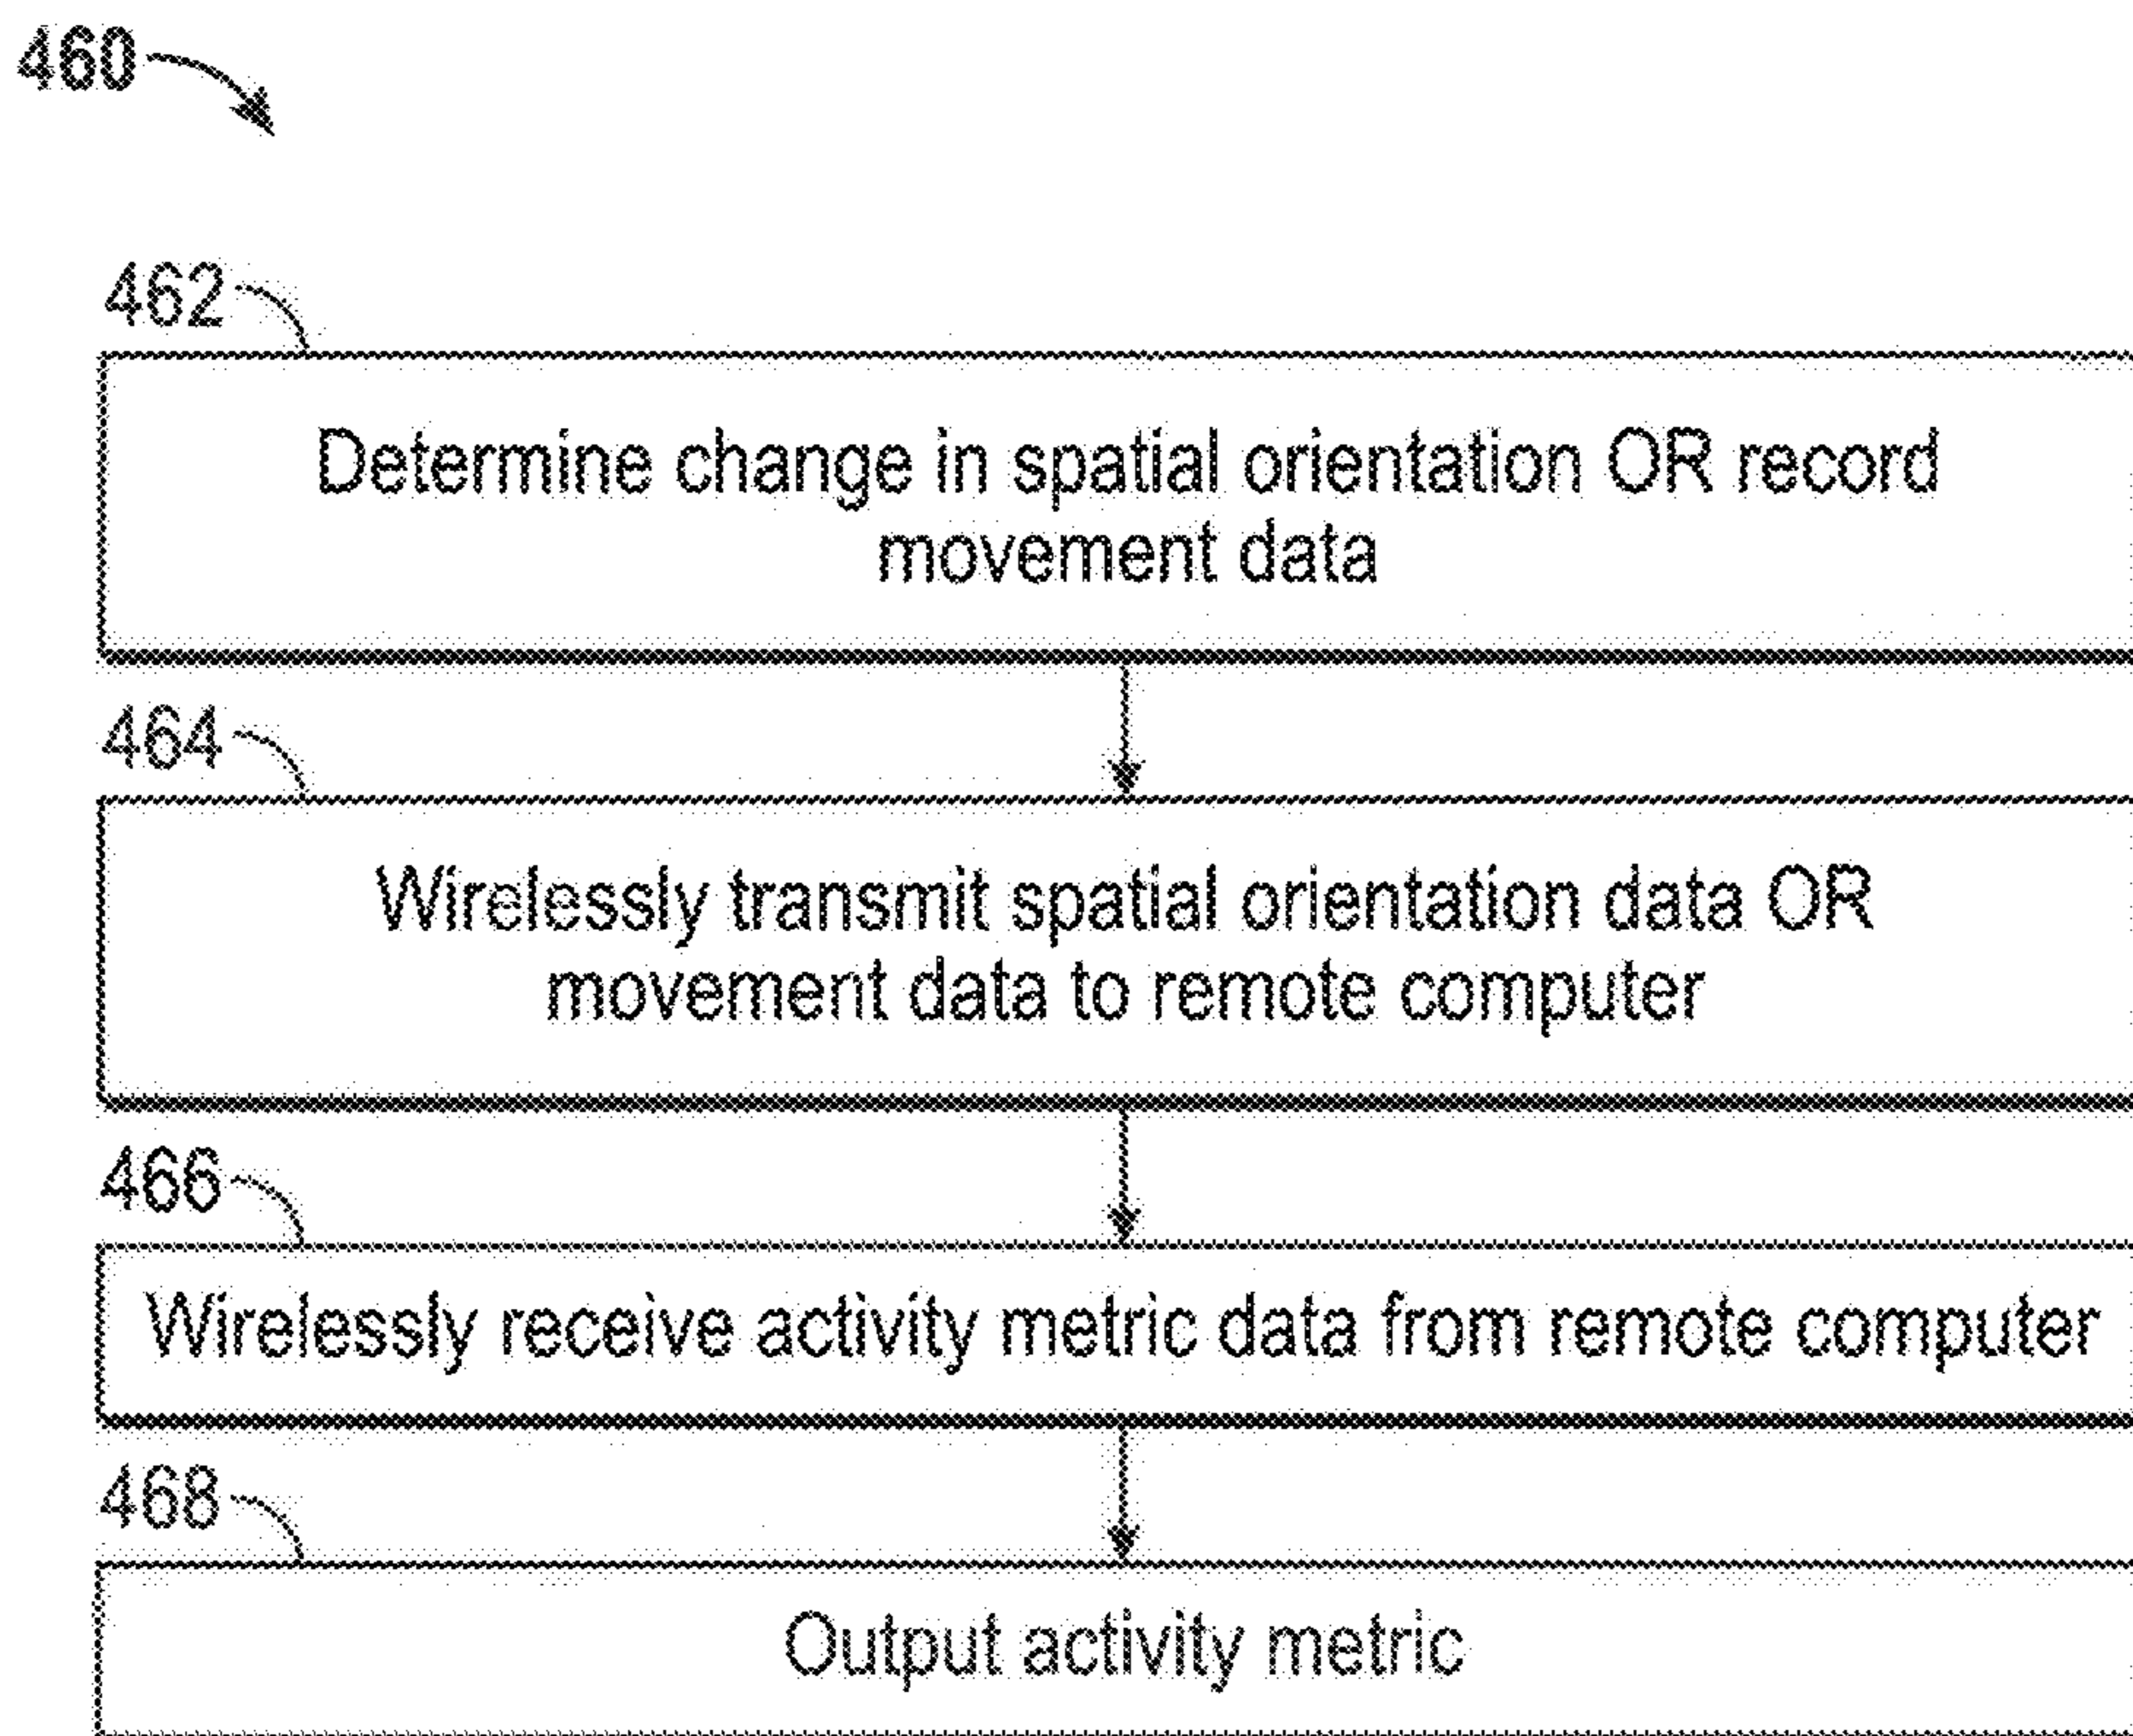 460
462
Determine change in spatial orientation OR record
movement data
464
Wirelessly transmit spatial orientation data OR
movement data to remote computer
466
Wirelessly receive activity metric data from remote computer
468
Output activity metric